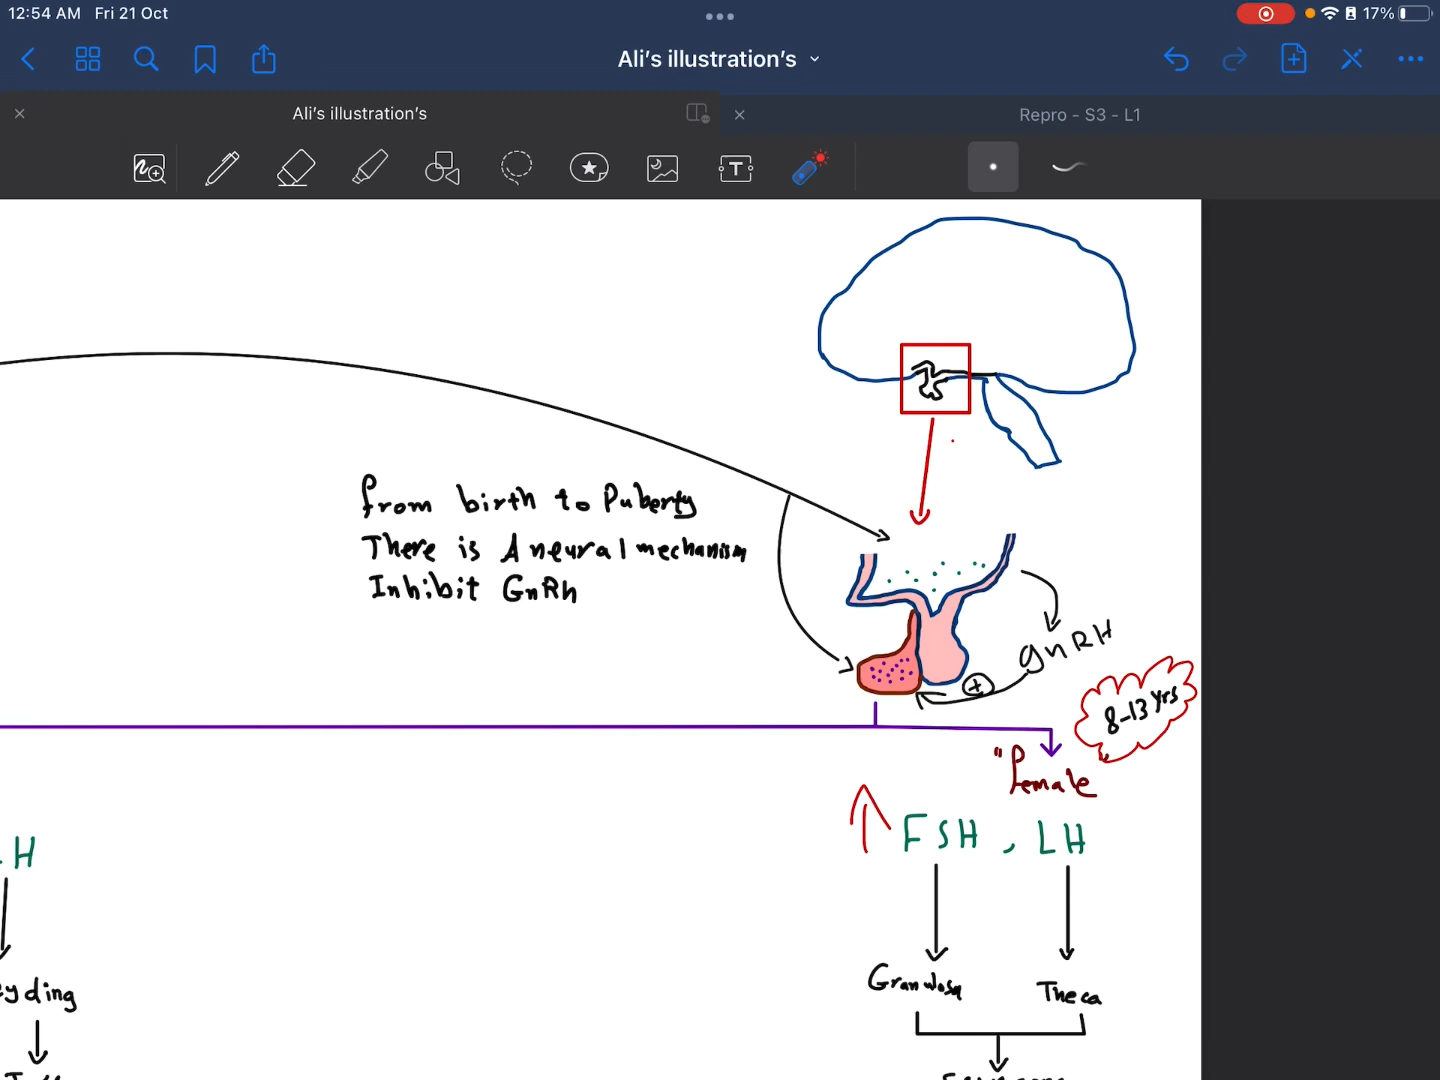 12:54 AM Fri 21 Oct
17%
Ali's illustration's
Ali's illustration's
Repro - S3 - L1
T
From birth to Puberty
There is A neural mechanism
Inhibit GnRh
gnRH
+
8-13 yrs
"Female
FSH , LH
H
Granulosa
Theca
yding